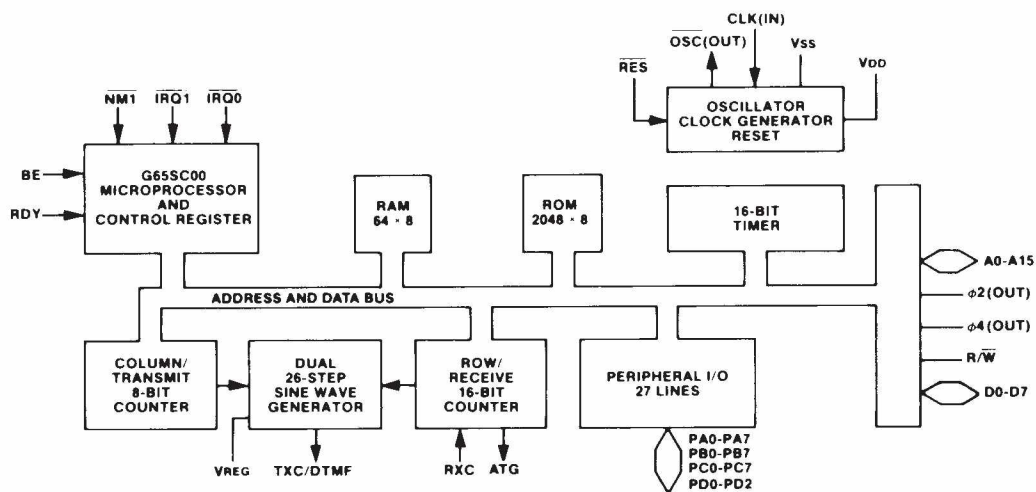 CLK(IN)
OSC(OUT)
VSS
RES
VDD
OSCILLATOR
CLOCK GENERATOR
RESET
NM1
IRQ1
IRQ0
BE
RDY
G65SC00
MICROPROCESSOR
AND
CONTROL REGISTER
RAM
64 × 8
ROM
2048 × 8
16-BIT
TIMER
ADDRESS AND DATA BUS
A0-A15
ϕ2(OUT)
ϕ4(OUT)
R/W
D0-D7
COLUMN/
TRANSMIT
8-BIT
COUNTER
DUAL
26-STEP
SINE WAVE
GENERATOR
ROW/
RECEIVE
16-BIT
COUNTER
PERIPHERAL I/O
27 LINES
VREG
TXC/DTMF
RXC
ATG
PA0-PA7
PB0-PB7
PC0-PC7
PD0-PD2